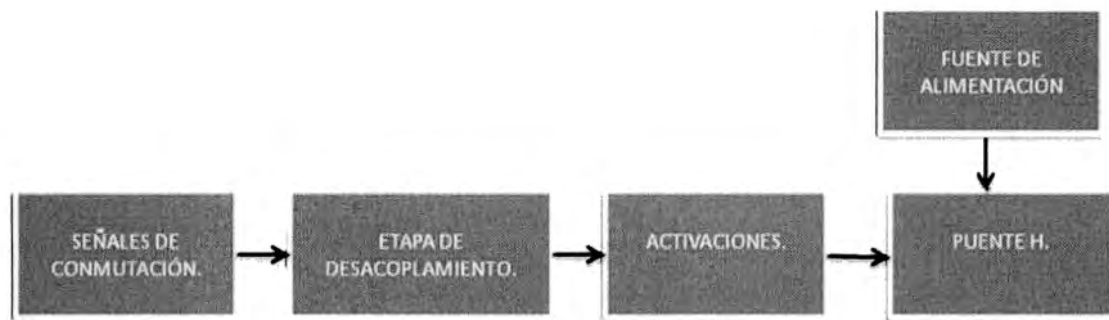 FUENTE DE
ALIMENTACIÓN
SEÑALES DE
CONMUTACIÓN.
ETAPA DE
DESACOPLAMIENTO.
ACTIVACIONES.
PUENTE H.